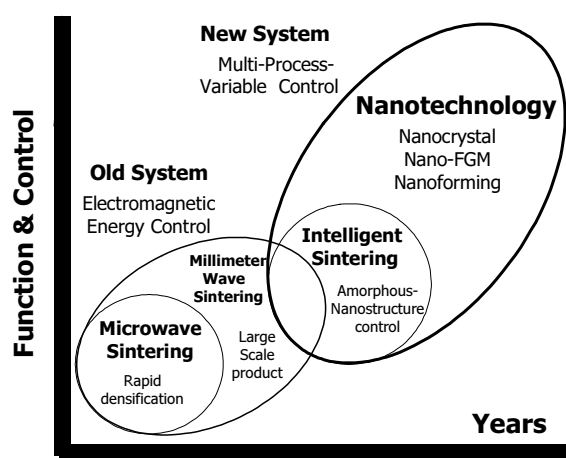 New System
Multi-Process-
Variable Control
Nanotechnology
Nanocrystal
Nano-FGM
Nanoforming
Old System
Electromagnetic
Energy Control
Intelligent
Sintering
Amorphous-
Nanostructure
control
Millimeter
Wave
Sintering
Large
Scale
product
Microwave
Sintering
Rapid
densification
Function & Control
Years